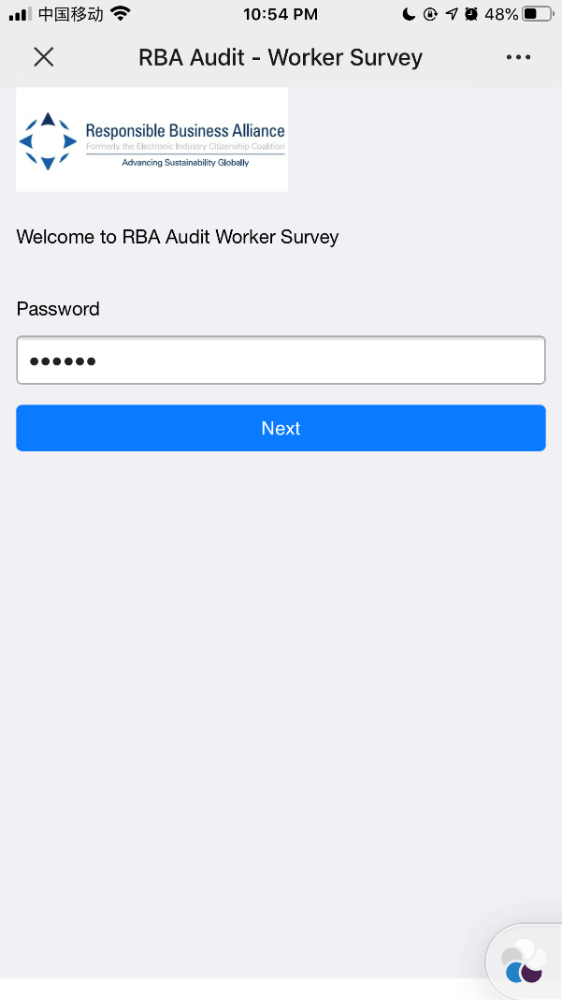 中国移动 10:54 PM 48%
RBA Audit - Worker Survey
Responsible Business Alliance
Formerly the Electronic Industry Citizenship Coalition
Advancing Sustainability Globally
Welcome to RBA Audit Worker Survey
Password
••••••
Next